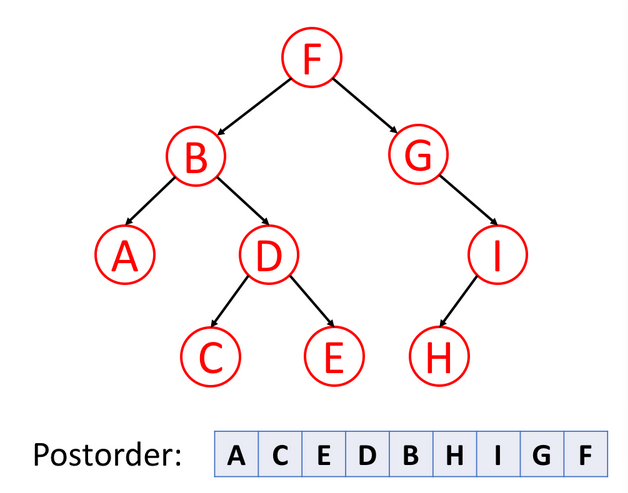 F
B G
A D I
C E H
Postorder: A C E D B H I G F